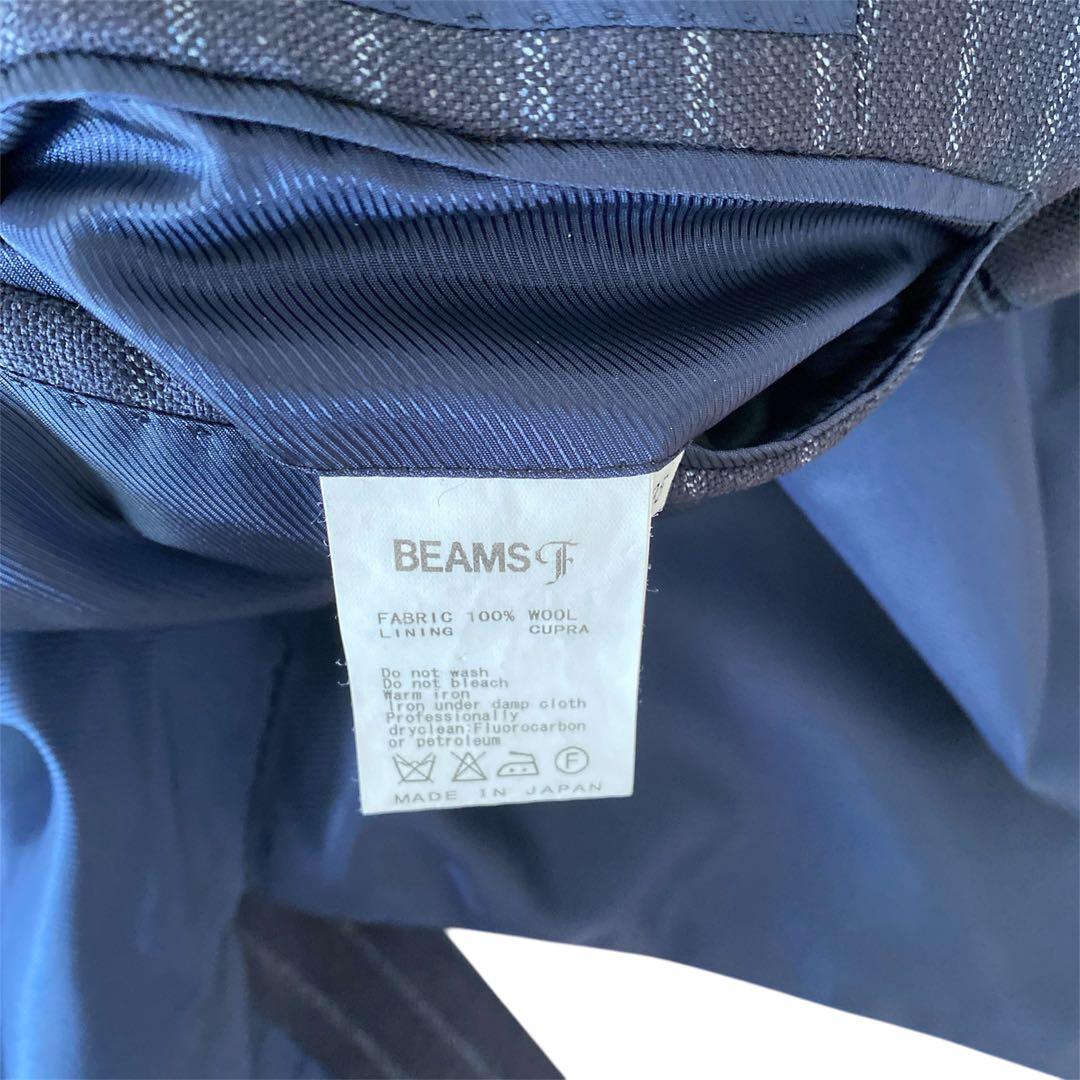 BEAMS F
FABRIC 100% WOOL
LINING CUPRA
Do not wash
Do not bleach
Warm iron
Iron under damp cloth
Professionally
dryclean:Fluorocarbon
or petroleum
F
MADE IN JAPAN